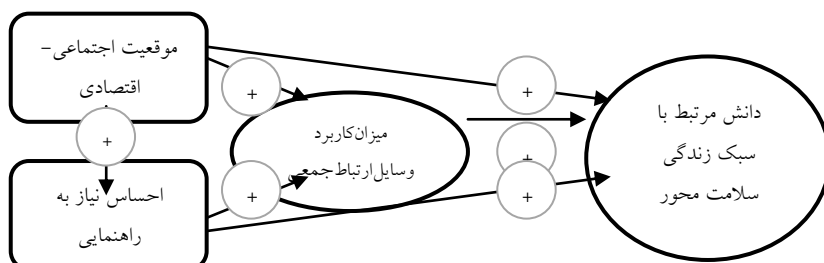 موقعیت اجتماعی-
اقتصادی
+
احساس نیاز به
راهنمایی
+
+
میزان‌کاربرد
وسایل‌ارتباط‌جمعی
+
+
+
دانش مرتبط با
سبک زندگی
سلامت محور